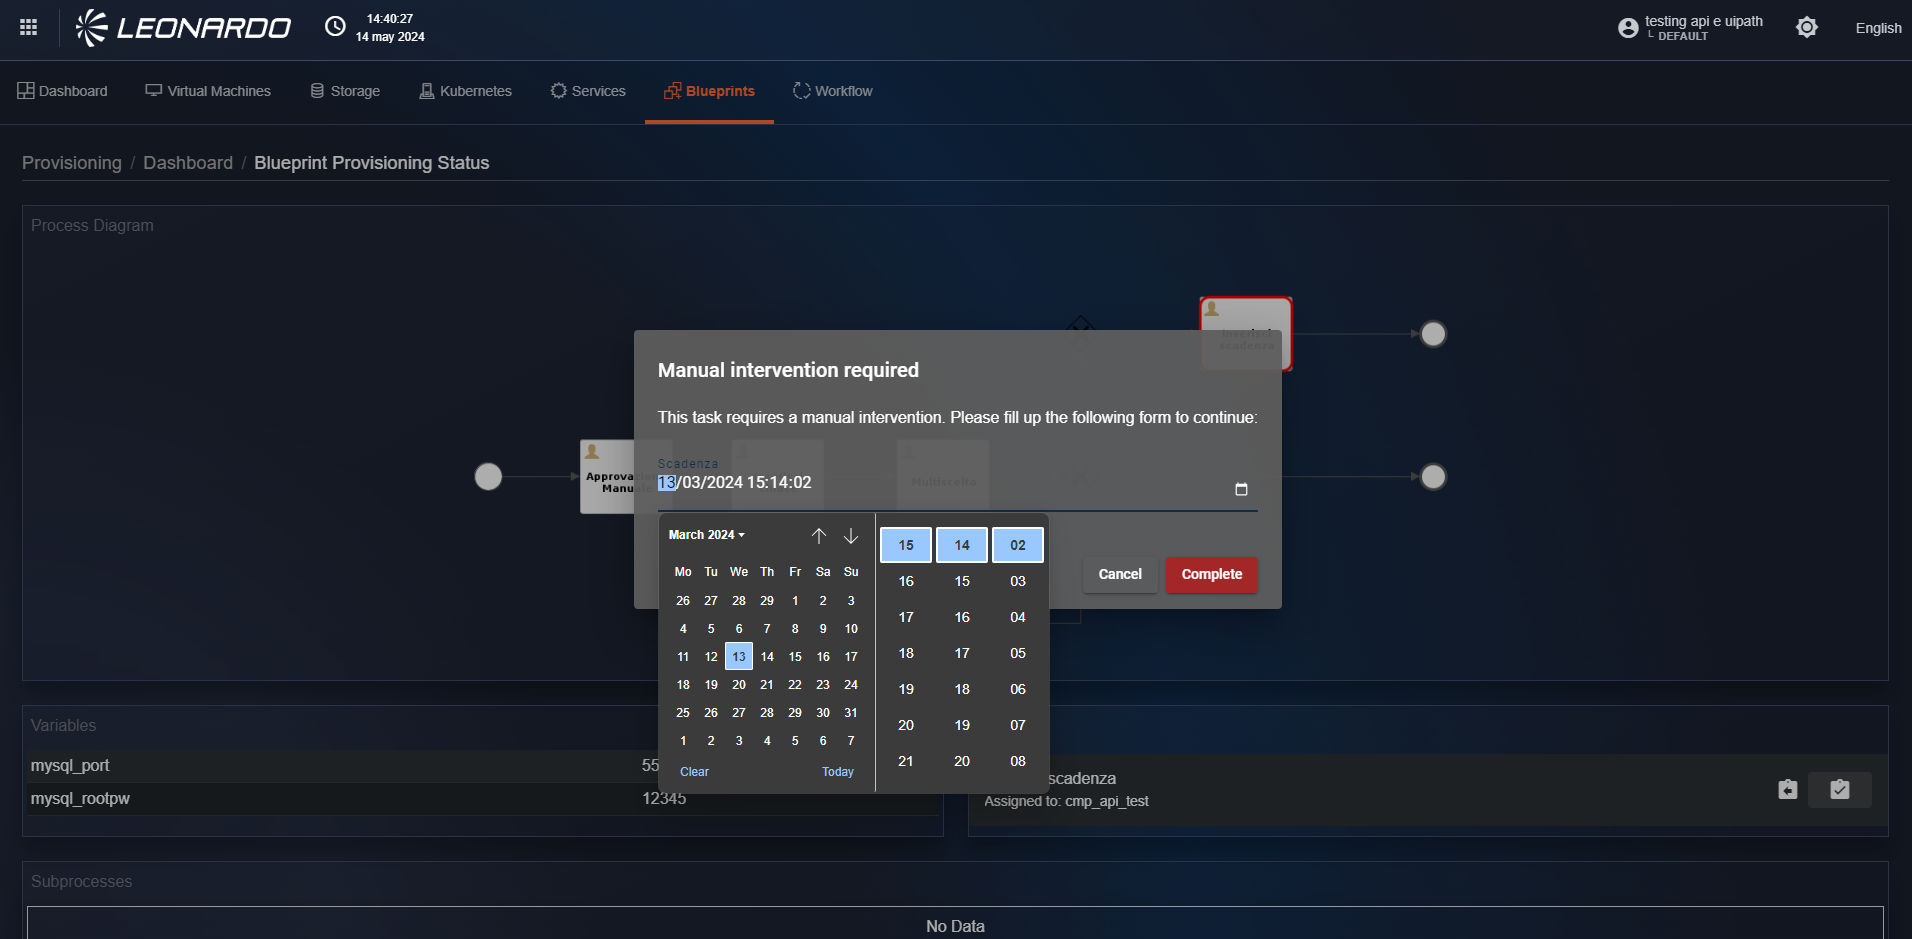 LEONARDO
14:40:27
14 may 2024
testing api e uipath
└ DEFAULT
English
Dashboard
Virtual Machines
Storage
Kubernetes
Services
Blueprints
Workflow
Provisioning / Dashboard / Blueprint Provisioning Status
Process Diagram
Inserisci
scadenza
Manual intervention required
This task requires a manual intervention. Please fill up the following form to continue:
Approvazione
Manuale
Multiscelta
Scadenza
13/03/2024 15:14:02
March 2024
Mo Tu We Th Fr Sa Su
26 27 28 29 1 2 3
4 5 6 7 8 9 10
11 12 13 14 15 16 17
18 19 20 21 22 23 24
25 26 27 28 29 30 31
1 2 3 4 5 6 7
Clear Today
15 14 02
16 15 03
17 16 04
18 17 05
19 18 06
20 19 07
21 20 08
Cancel
Complete
Variables
mysql_port 55
mysql_rootpw 12345
scadenza
Assigned to: cmp_api_test
Subprocesses
No Data